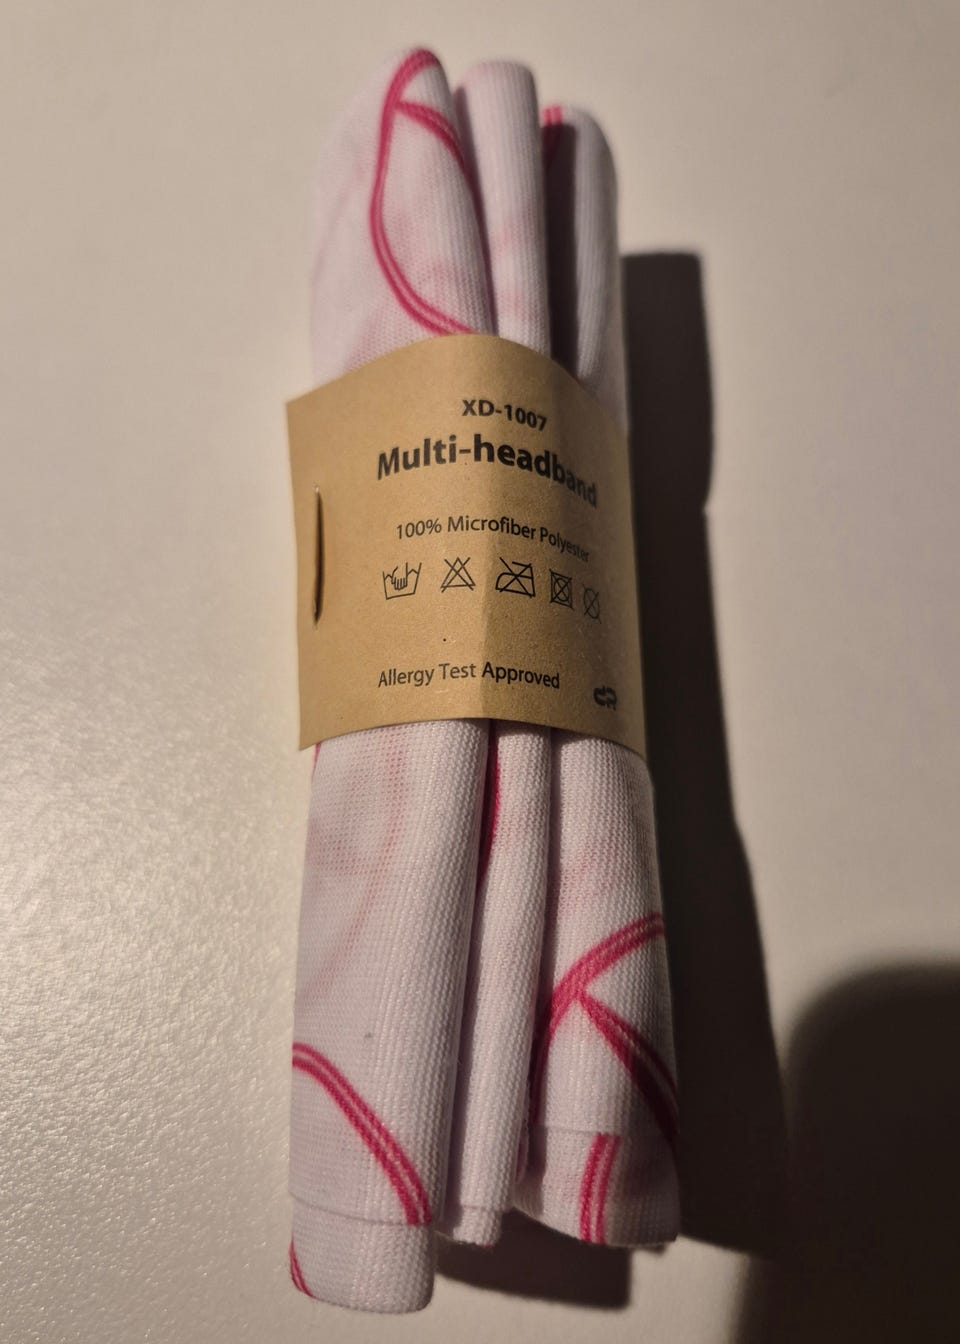 XD-1007
Multi-headband
100% Microfiber Polyester
Allergy Test Approved